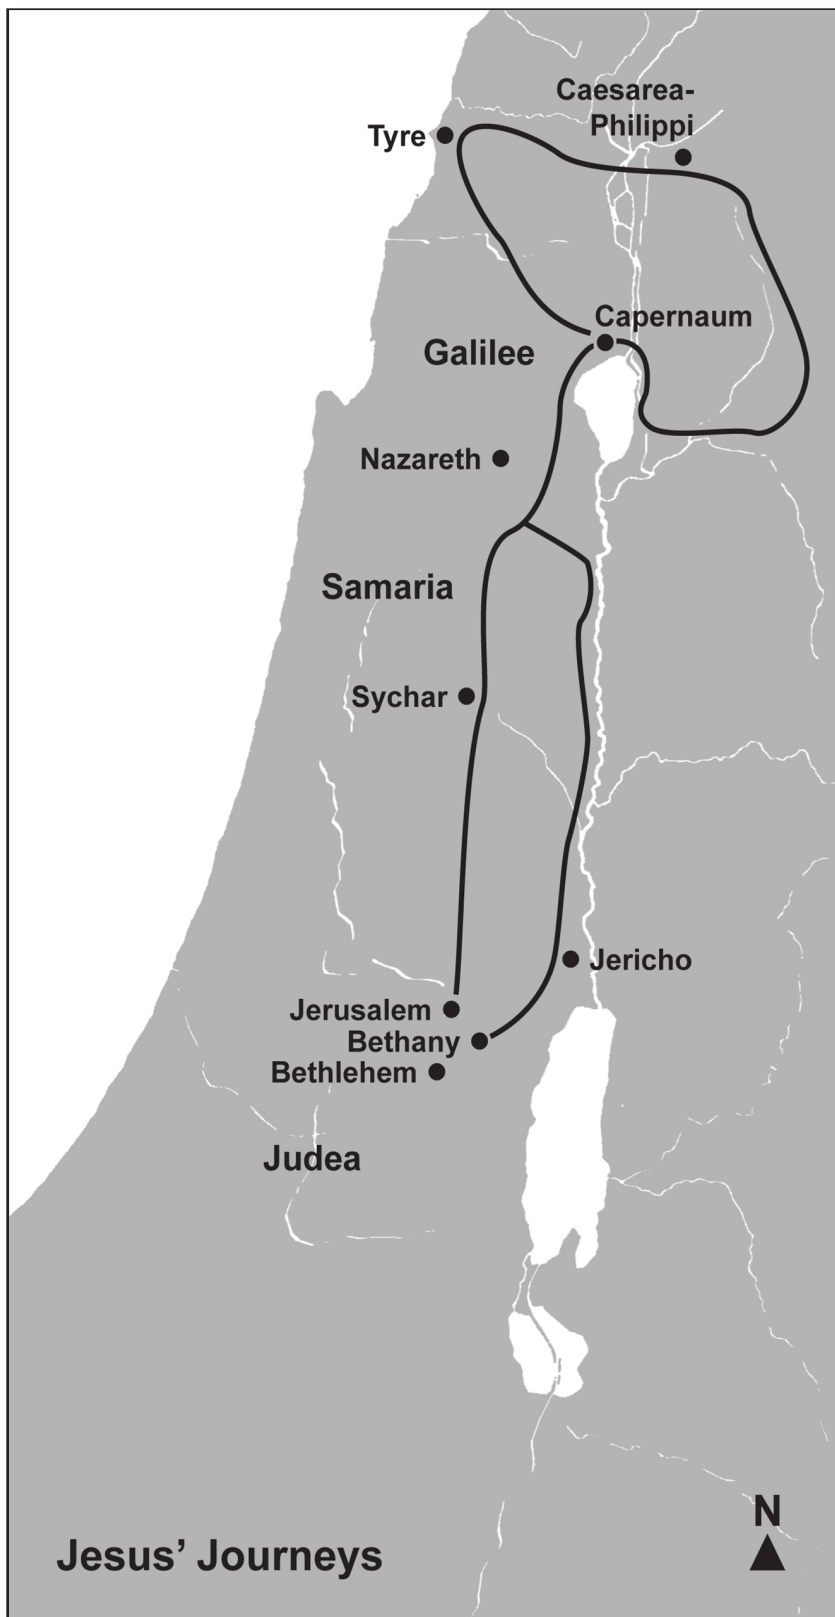 Caesarea-
Philippi
Tyre
Capernaum
Galilee
Nazareth
Samaria
Sychar
Jericho
Jerusalem
Bethany
Bethlehem
Judea
N
Jesus’ Journeys